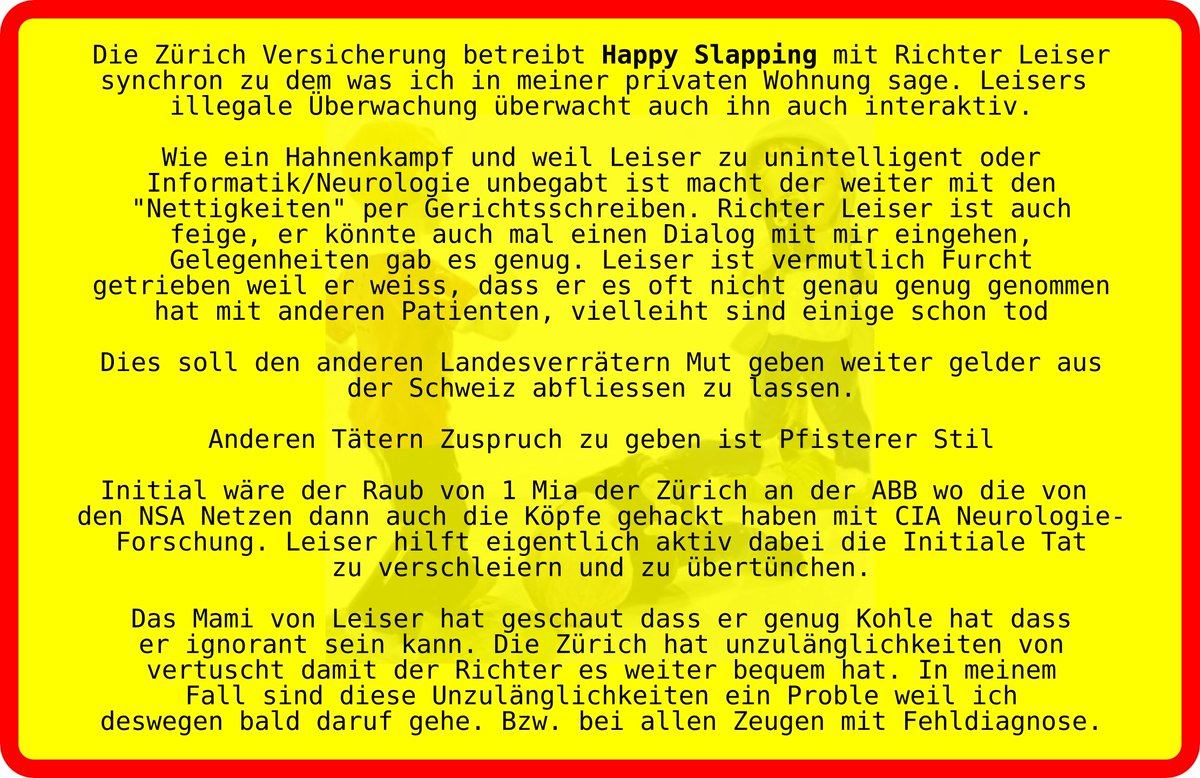 Die Zürich Versicherung betreibt Happy Slapping mit Richter Leiser
synchron zu dem was ich in meiner privaten Wohnung sage. Leisers
illegale Überwachung überwacht auch ihn auch interaktiv.
Wie ein Hahnenkampf und weil Leiser zu unintelligent oder
Informatik/Neurologie unbegabt ist macht der weiter mit den
"Nettigkeiten" per Gerichtsschreiben. Richter Leiser ist auch
feige, er könnte auch mal einen Dialog mit mir eingehen,
Gelegenheiten gab es genug. Leiser ist vermutlich Furcht
getrieben weil er weiss, dass er es oft nicht genau genug genommen
hat mit anderen Patienten, vielleiht sind einige schon tod
Dies soll den anderen Landesverrätern Mut geben weiter gelder aus
der Schweiz abfliessen zu lassen.
Anderen Tätern Zuspruch zu geben ist Pfisterer Stil
Initial wäre der Raub von 1 Mia der Zürich an der ABB wo die von
den NSA Netzen dann auch die Köpfe gehackt haben mit CIA Neurologie-
Forschung. Leiser hilft eigentlich aktiv dabei die Initiale Tat
zu verschleiern und zu übertünchen.
Das Mami von Leiser hat geschaut dass er genug Kohle hat dass
er ignorant sein kann. Die Zürich hat unzulänglichkeiten von
vertuscht damit der Richter es weiter bequem hat. In meinem
Fall sind diese Unzulänglichkeiten ein Proble weil ich
deswegen bald daruf gehe. Bzw. bei allen Zeugen mit Fehldiagnose.